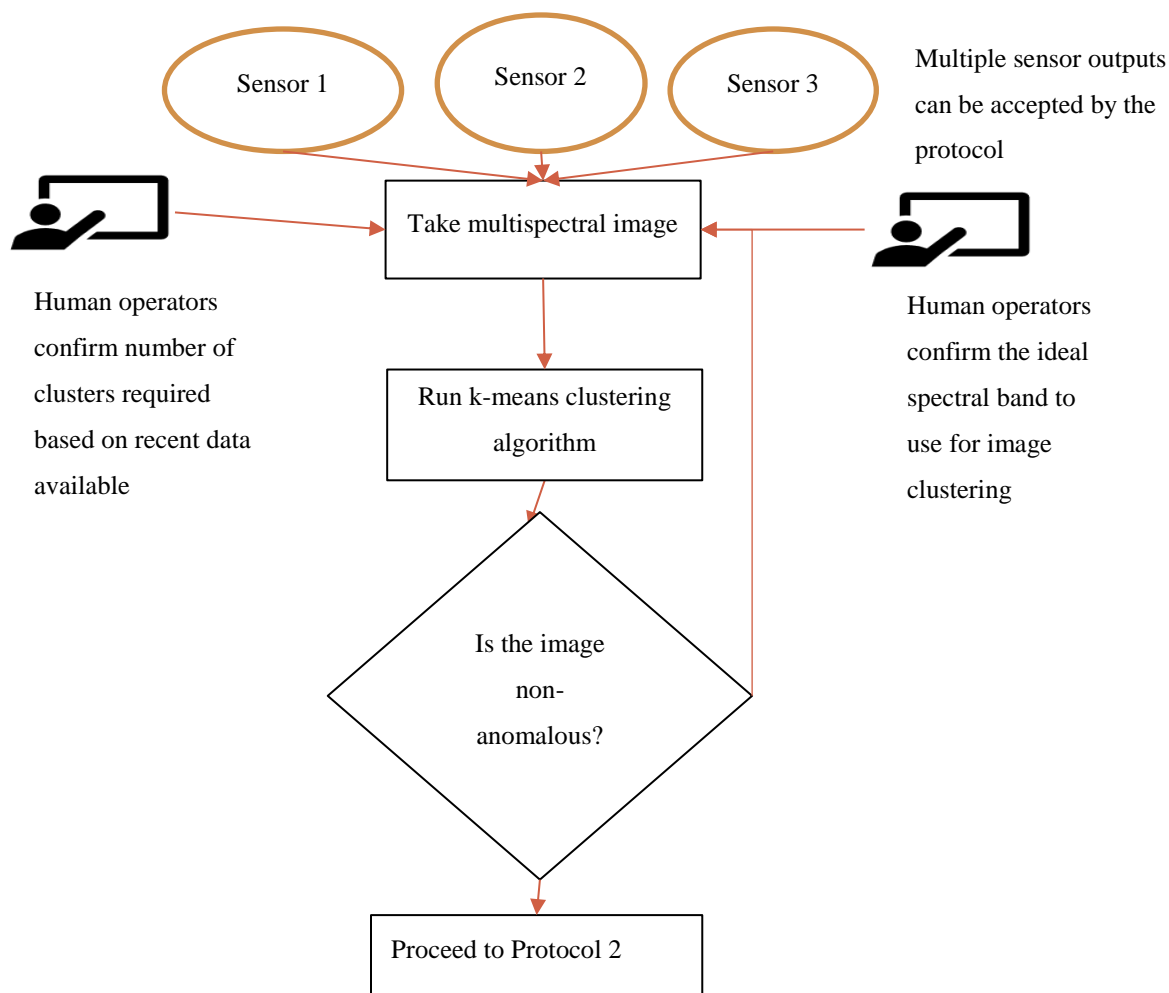 Sensor 1
Sensor 2
Sensor 3
Multiple sensor outputs
can be accepted by the
protocol
Take multispectral image
Human operators
confirm number of
clusters required
based on recent data
available
Human operators
confirm the ideal
spectral band to
use for image
clustering
Run k-means clustering
algorithm
Is the image
non-
anomalous?
Proceed to Protocol 2